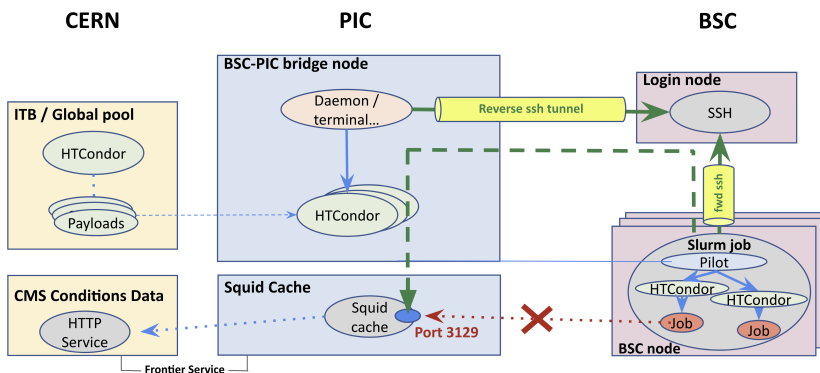 CERN
PIC
BSC
BSC-PIC bridge node
Login node
Daemon /
terminal...
Reverse ssh tunnel
SSH
ITB / Global pool
HTCondor
Payloads
HTCondor
fwd ssh
Slurm job
Pilot
HTCondor
HTCondor
Job
Job
BSC node
CMS Conditions Data
HTTP
Service
Squid Cache
Squid
cache
Port 3129
Frontier Service